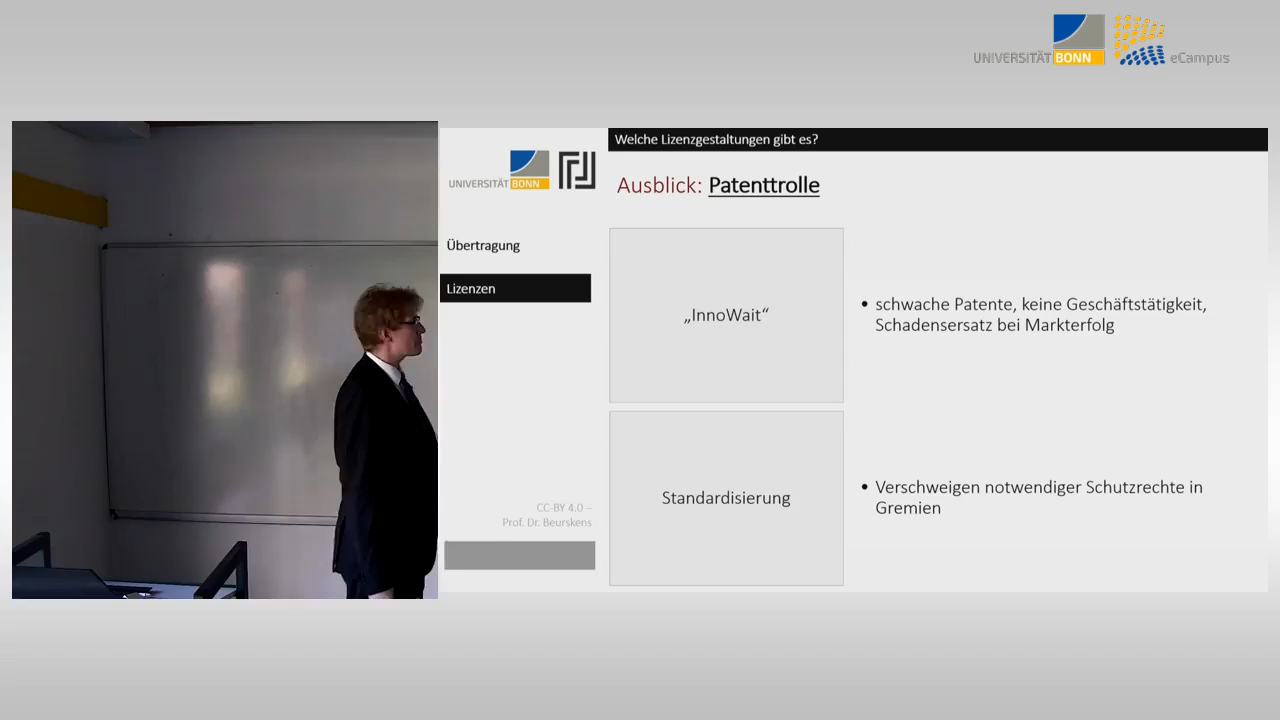 UNIVERSITÄT BONN eCampus
Welche Lizenzgestaltungen gibt es?
UNIVERSITÄT BONN
Ausblick: Patenttrolle
Übertragung
Lizenzen
„InnoWait“
• schwache Patente, keine Geschäftstätigkeit,
Schadensersatz bei Markterfolg
Standardisierung
• Verschweigen notwendiger Schutzrechte in
Gremien
CC-BY 4.0 –
Prof. Dr. Beurskens